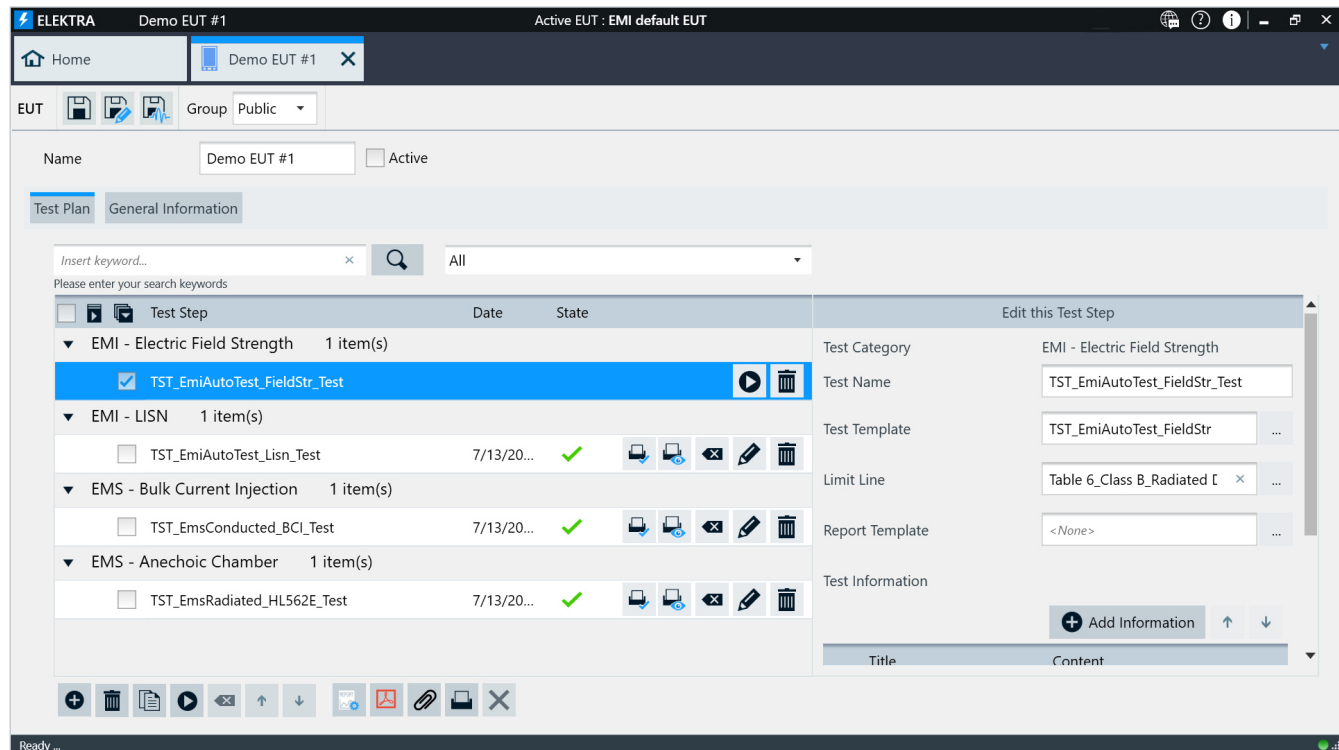 ELEKTRA Demo EUT #1 Active EUT : EMI default EUT
Home Demo EUT #1
EUT Group Public
Name Demo EUT #1 Active
Test Plan General Information
Insert keyword... All
Please enter your search keywords
Test Step Date State Edit this Test Step
EMI - Electric Field Strength 1 item(s) Test Category EMI - Electric Field Strength
TST_EmiAutoTest_FieldStr_Test Test Name TST_EmiAutoTest_FieldStr_Test
EMI - LISN 1 item(s)
Test Template TST_EmiAutoTest_FieldStr ...
TST_EmiAutoTest_Lisn_Test 7/13/20...
Limit Line Table 6_Class B_Radiated D ...
EMS - Bulk Current Injection 1 item(s)
TST_EmsConducted_BCI_Test 7/13/20... Report Template <None> ...
EMS - Anechoic Chamber 1 item(s)
Test Information
TST_EmsRadiated_HL562E_Test 7/13/20...
Add Information
Title Content
Ready ...